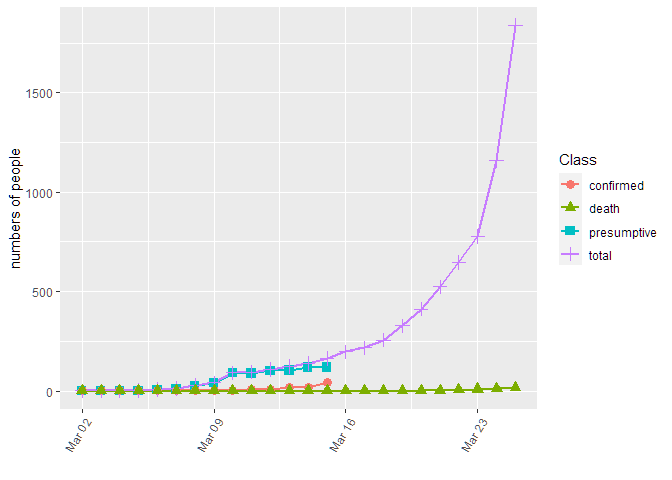 numbers of people
1500
1000
500
0
Mar 02
Mar 09
Mar 16
Mar 23
Class
confirmed
death
presumptive
total